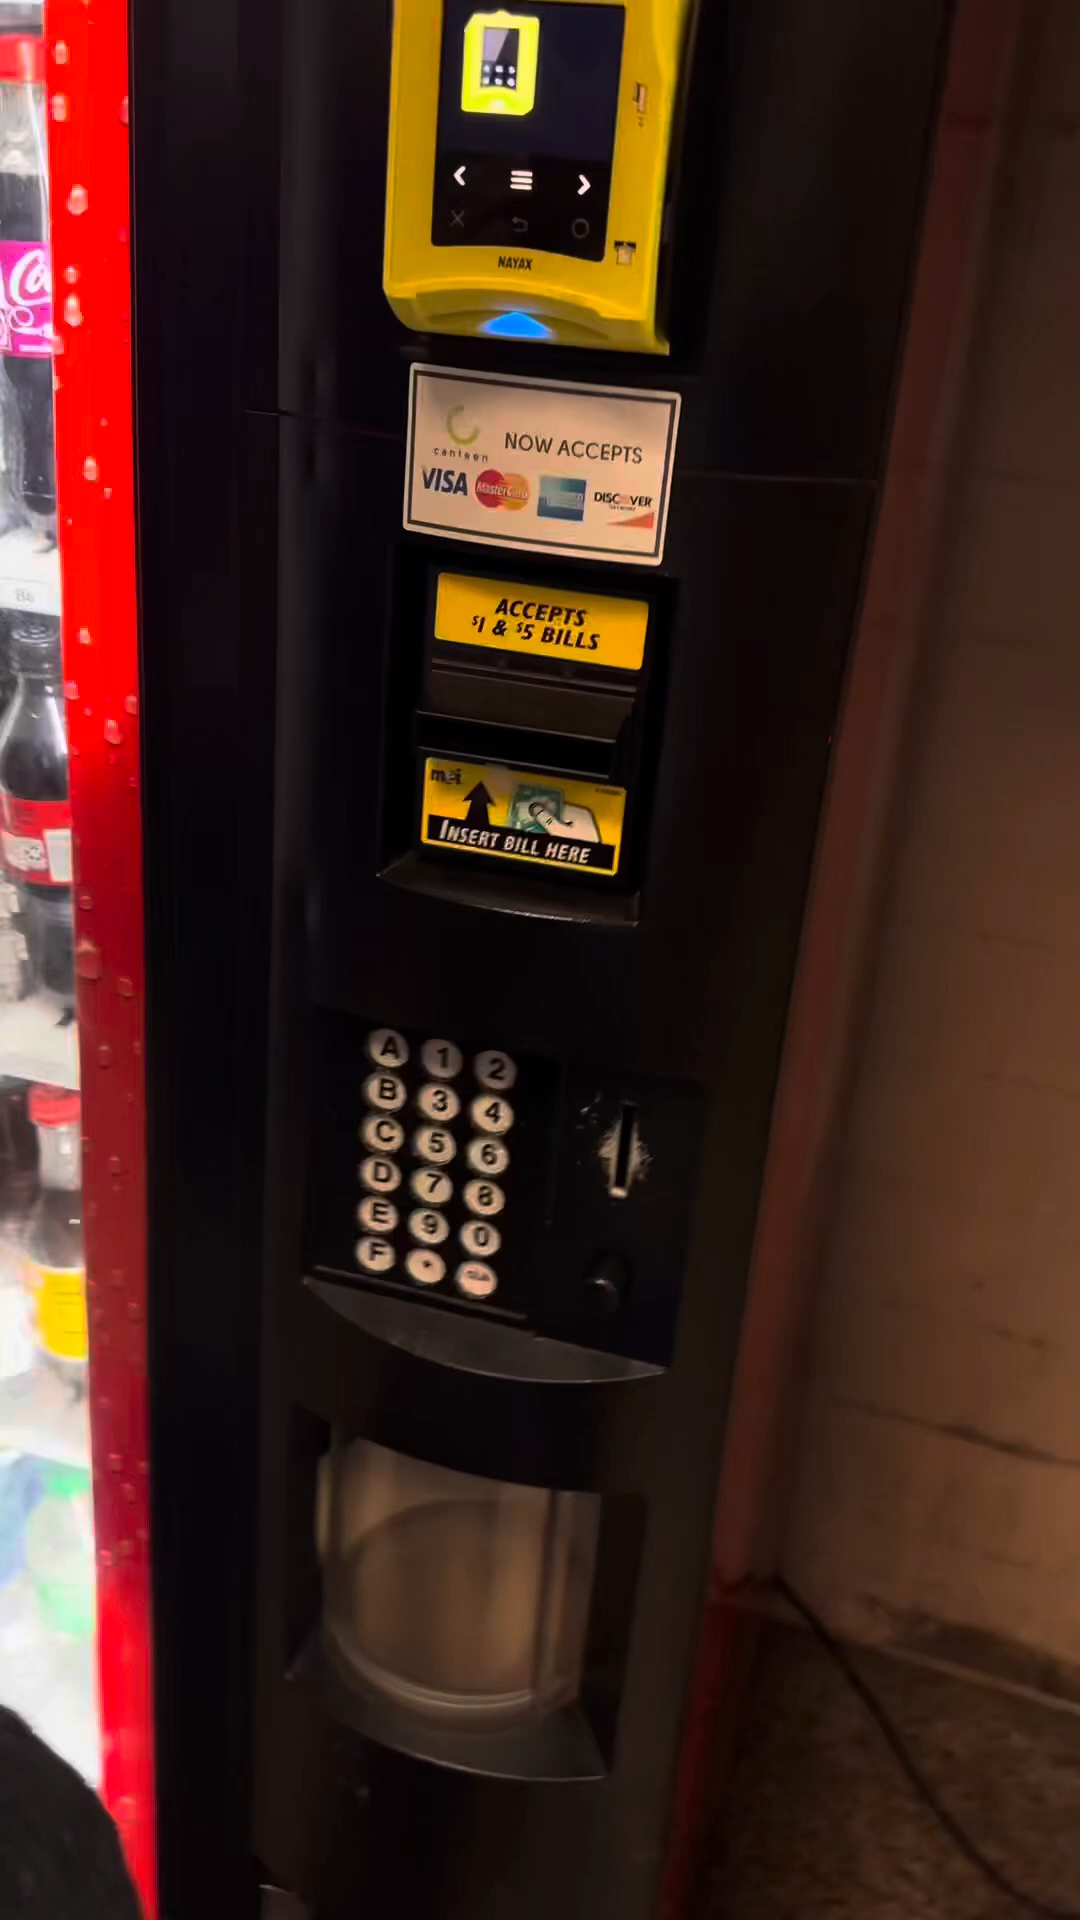 NAYAX
canteen
NOW ACCEPTS
VISA MasterCard DISCOVER
ACCEPTS
$1 & $5 BILLS
mei
INSERT BILL HERE
A 1 2
B 3 4
C 5 6
D 7 8
E 9 0
F *